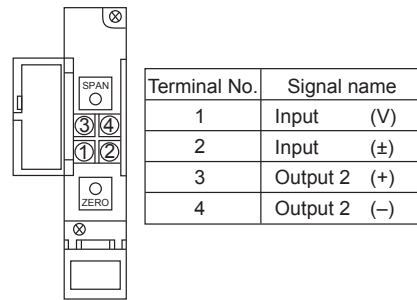 SPAN
③ ④
① ②
ZERO
Terminal No. Signal name
1 Input (V)
2 Input (±)
3 Output 2 (+)
4 Output 2 (–)